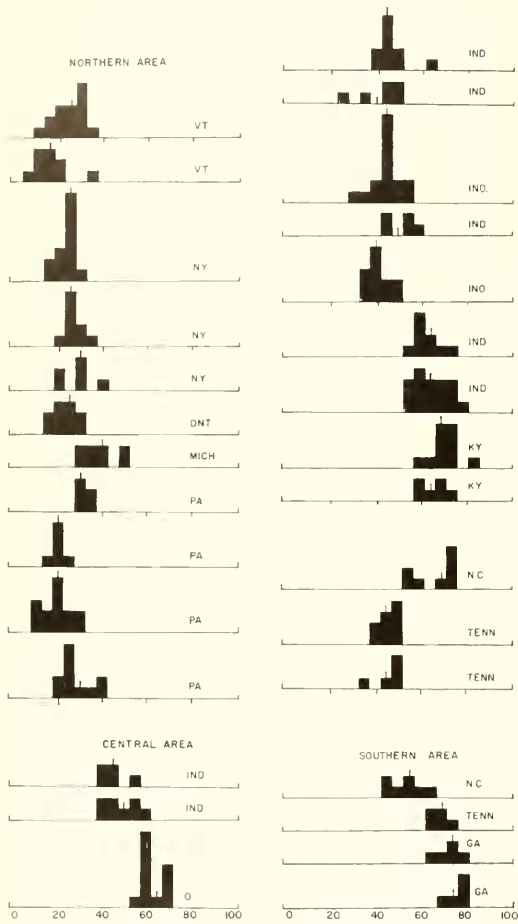 NORTHERN AREA
VT
VT
NY
NY
NY
ONT
MICH
PA
PA
PA
PA
CENTRAL AREA
IND
IND
O
0 20 40 60 80 100
IND
IND
IND.
IND
IND
IND
IND
KY
KY
N C
TENN
TENN
SOUTHERN AREA
N C
TENN
GA
GA
0 20 40 60 80 100